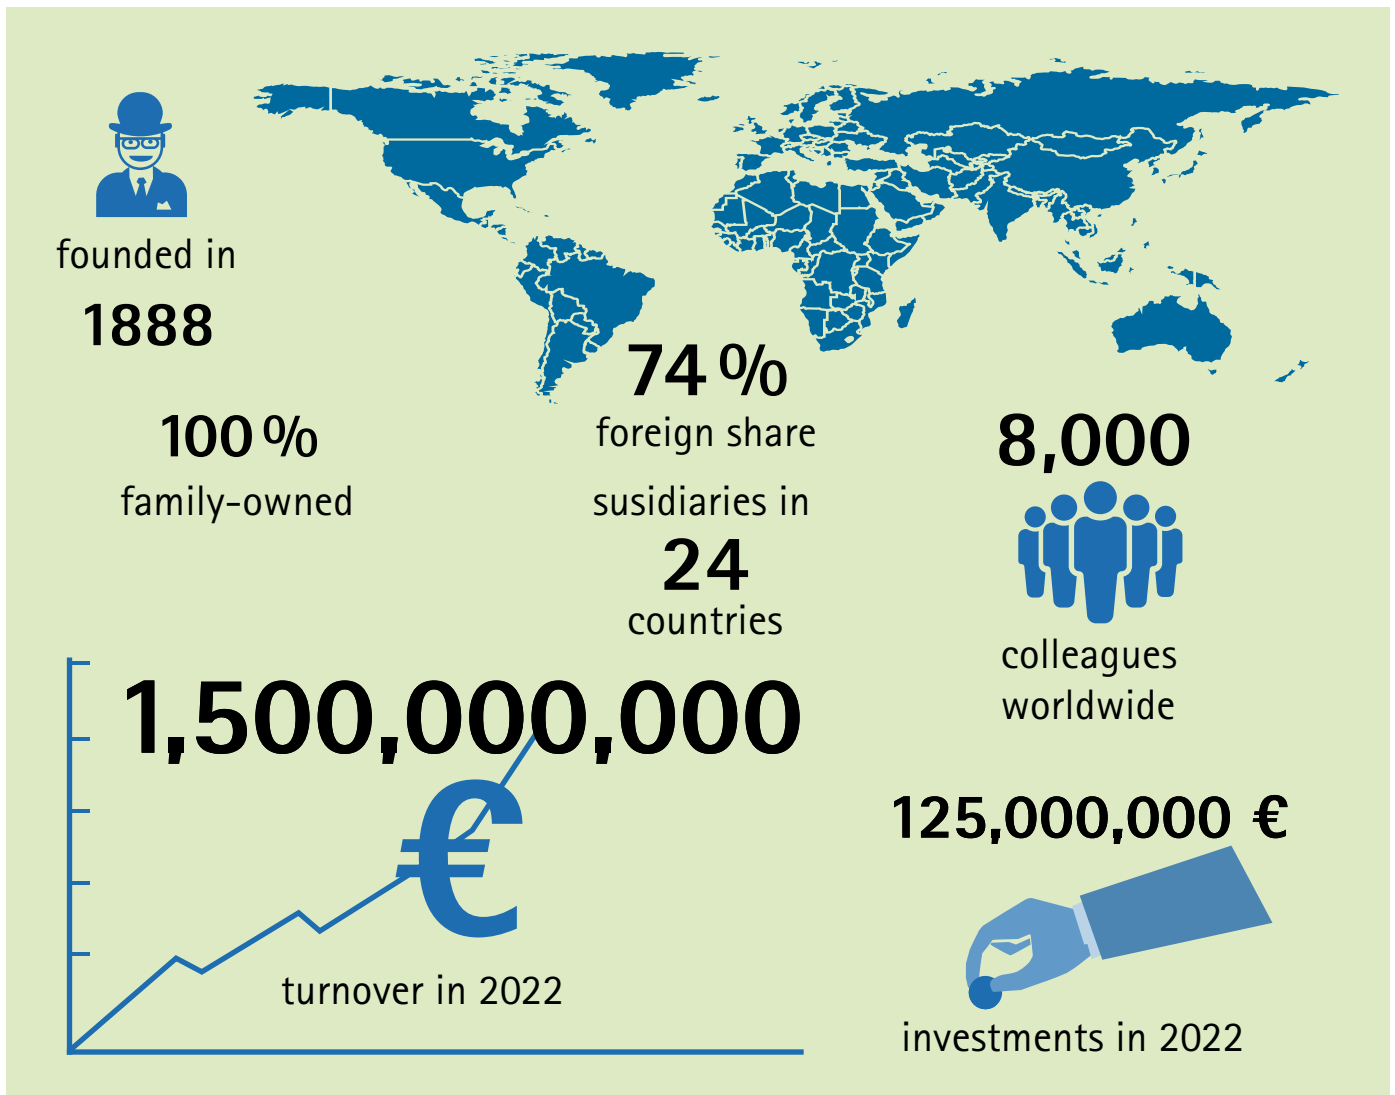 founded in
1888
100 %
family-owned
74 %
foreign share
susidiaries in
24
countries
8,000
colleagues
worldwide
1,500,000,000
€
turnover in 2022
125,000,000 €
investments in 2022